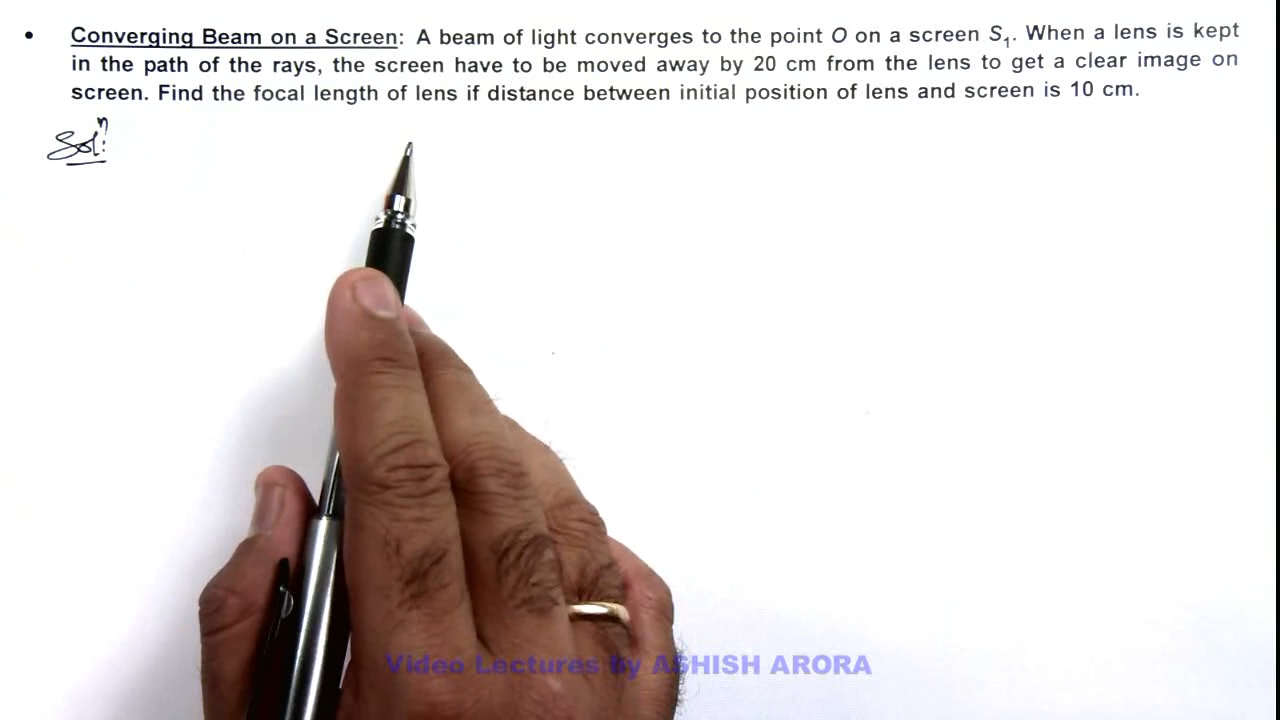 • Converging Beam on a Screen: A beam of light converges to the point O on a screen S₁. When a lens is kept
in the path of the rays, the screen have to be moved away by 20 cm from the lens to get a clear image on
screen. Find the focal length of lens if distance between initial position of lens and screen is 10 cm.
Solⁿ:
Video Lectures by ASHISH ARORA